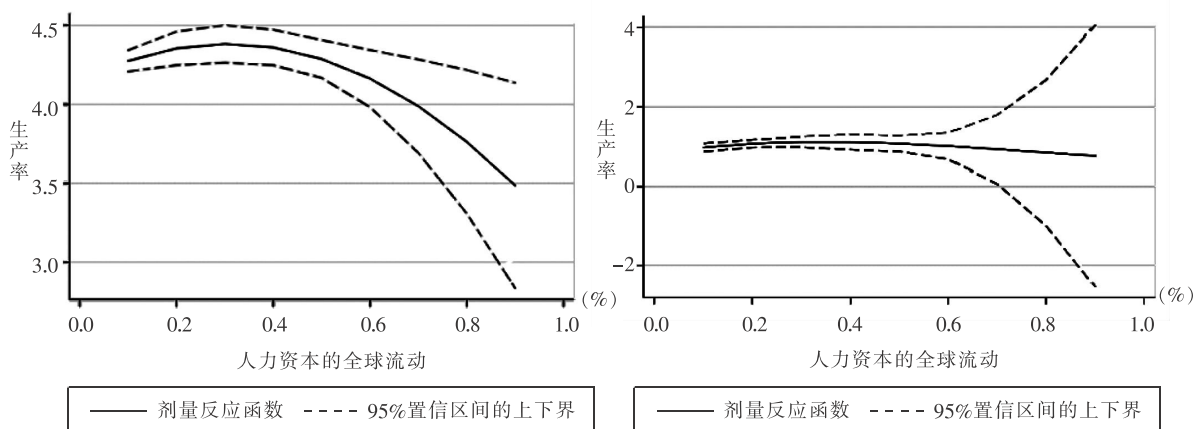 4.5
4.0
3.5
3.0
生产率
0.0 0.2 0.4 0.6 0.8 1.0 (%)
人力资本的全球流动
剂量反应函数 95%置信区间的上下界
4
2
0
-2
生产率
0.0 0.2 0.4 0.6 0.8 1.0 (%)
人力资本的全球流动
剂量反应函数 95%置信区间的上下界